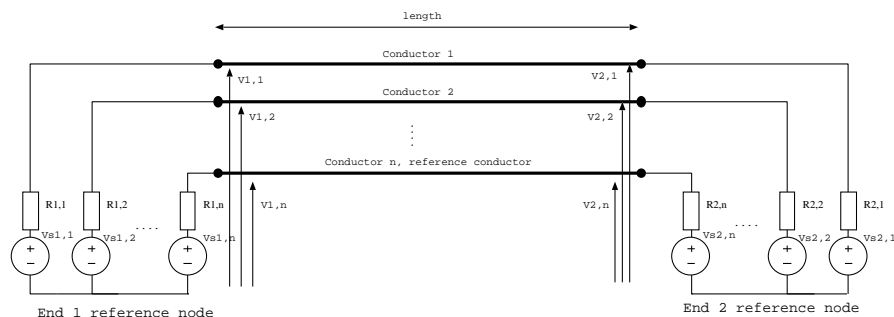 length
Conductor 1
V1,1
V2,1
Conductor 2
V1,2
V2,2
.....
Conductor n, reference conductor
R1,1
R1,2
R1,n
V1,n
V2,n
R2,n
R2,2
R2,1
Vs1,1
Vs1,2
....
Vs1,n
Vs2,n
....
Vs2,2
Vs2,1
+
+
+
+
+
+
−
−
−
−
−
−
End 1 reference node
End 2 reference node